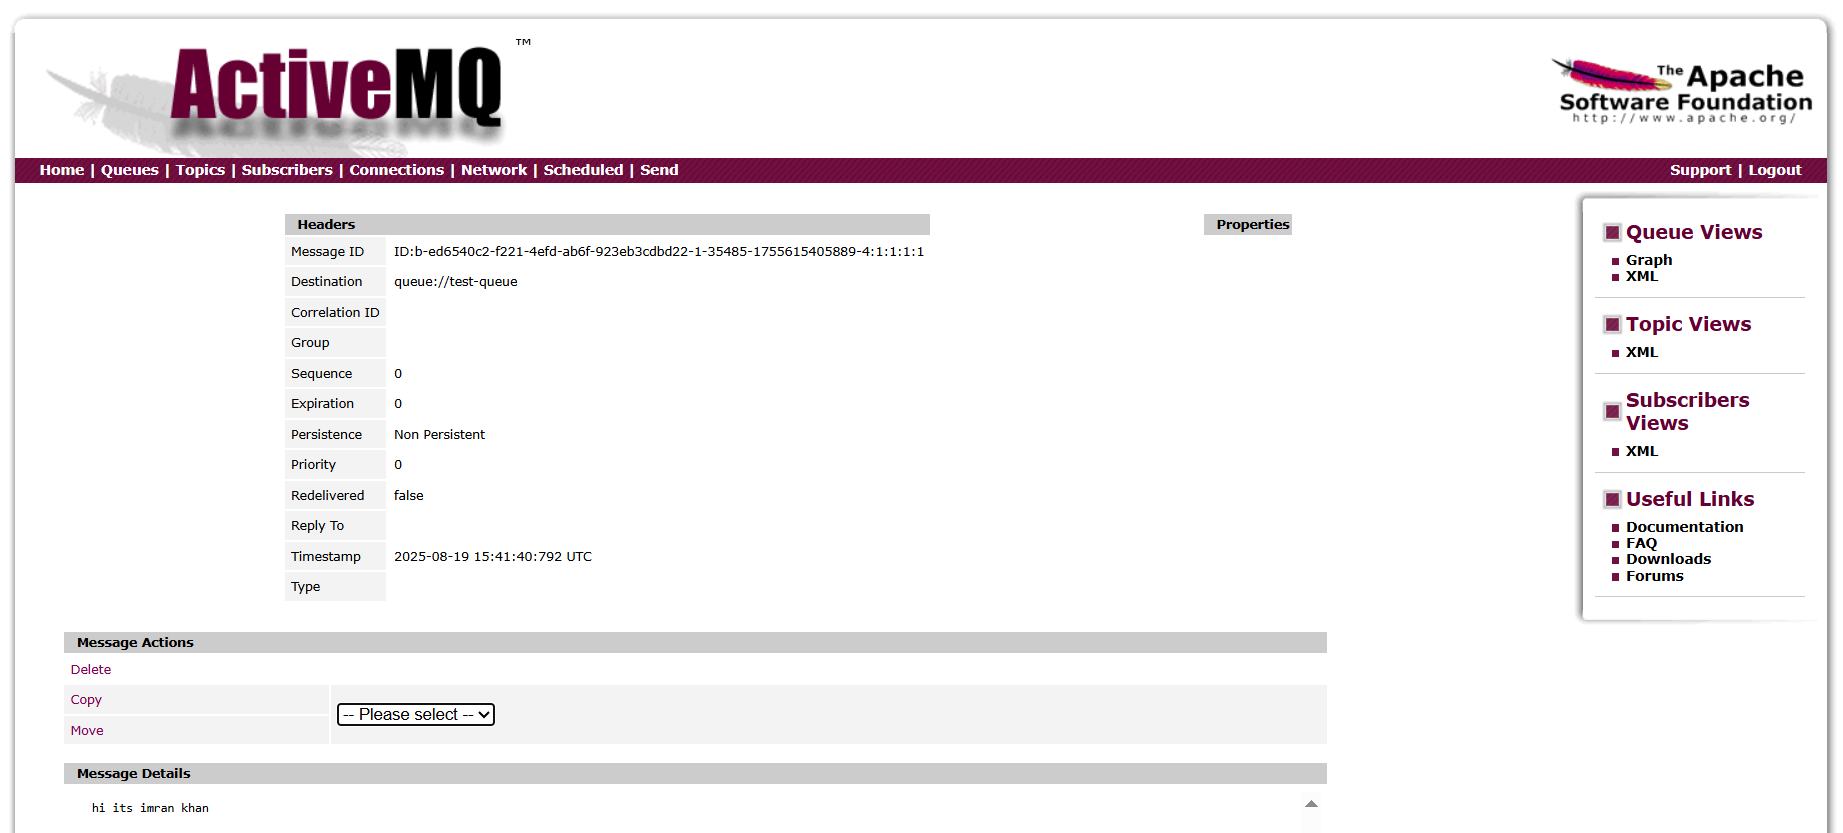 ActiveMQ ™
The Apache
Software Foundation
http://www.apache.org/
Home | Queues | Topics | Subscribers | Connections | Network | Scheduled | Send
Support | Logout
Headers
Message ID ID:b-ed6540c2-f221-4efd-ab6f-923eb3cdbd22-1-35485-1755615405889-4:1:1:1:1
Destination queue://test-queue
Correlation ID
Group
Sequence 0
Expiration 0
Persistence Non Persistent
Priority 0
Redelivered false
Reply To
Timestamp 2025-08-19 15:41:40:792 UTC
Type
Properties
Message Actions
Delete
Copy
-- Please select --
Move
Message Details
hi its imran khan
Queue Views
Graph
XML
Topic Views
XML
Subscribers
Views
XML
Useful Links
Documentation
FAQ
Downloads
Forums